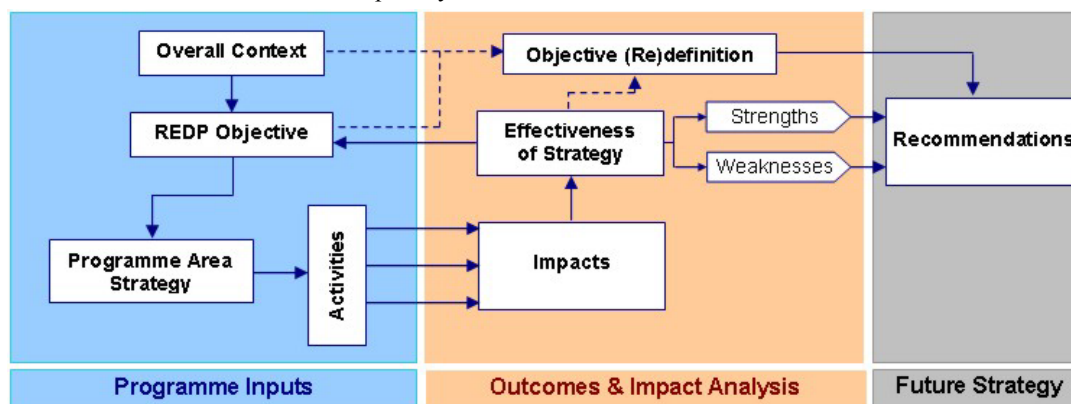 Overall Context
Objective (Re)definition
REDP Objective
Effectiveness
of Strategy
Strengths
Weaknesses
Recommendations
Programme Area
Strategy
Activities
Impacts
Programme Inputs
Outcomes & Impact Analysis
Future Strategy